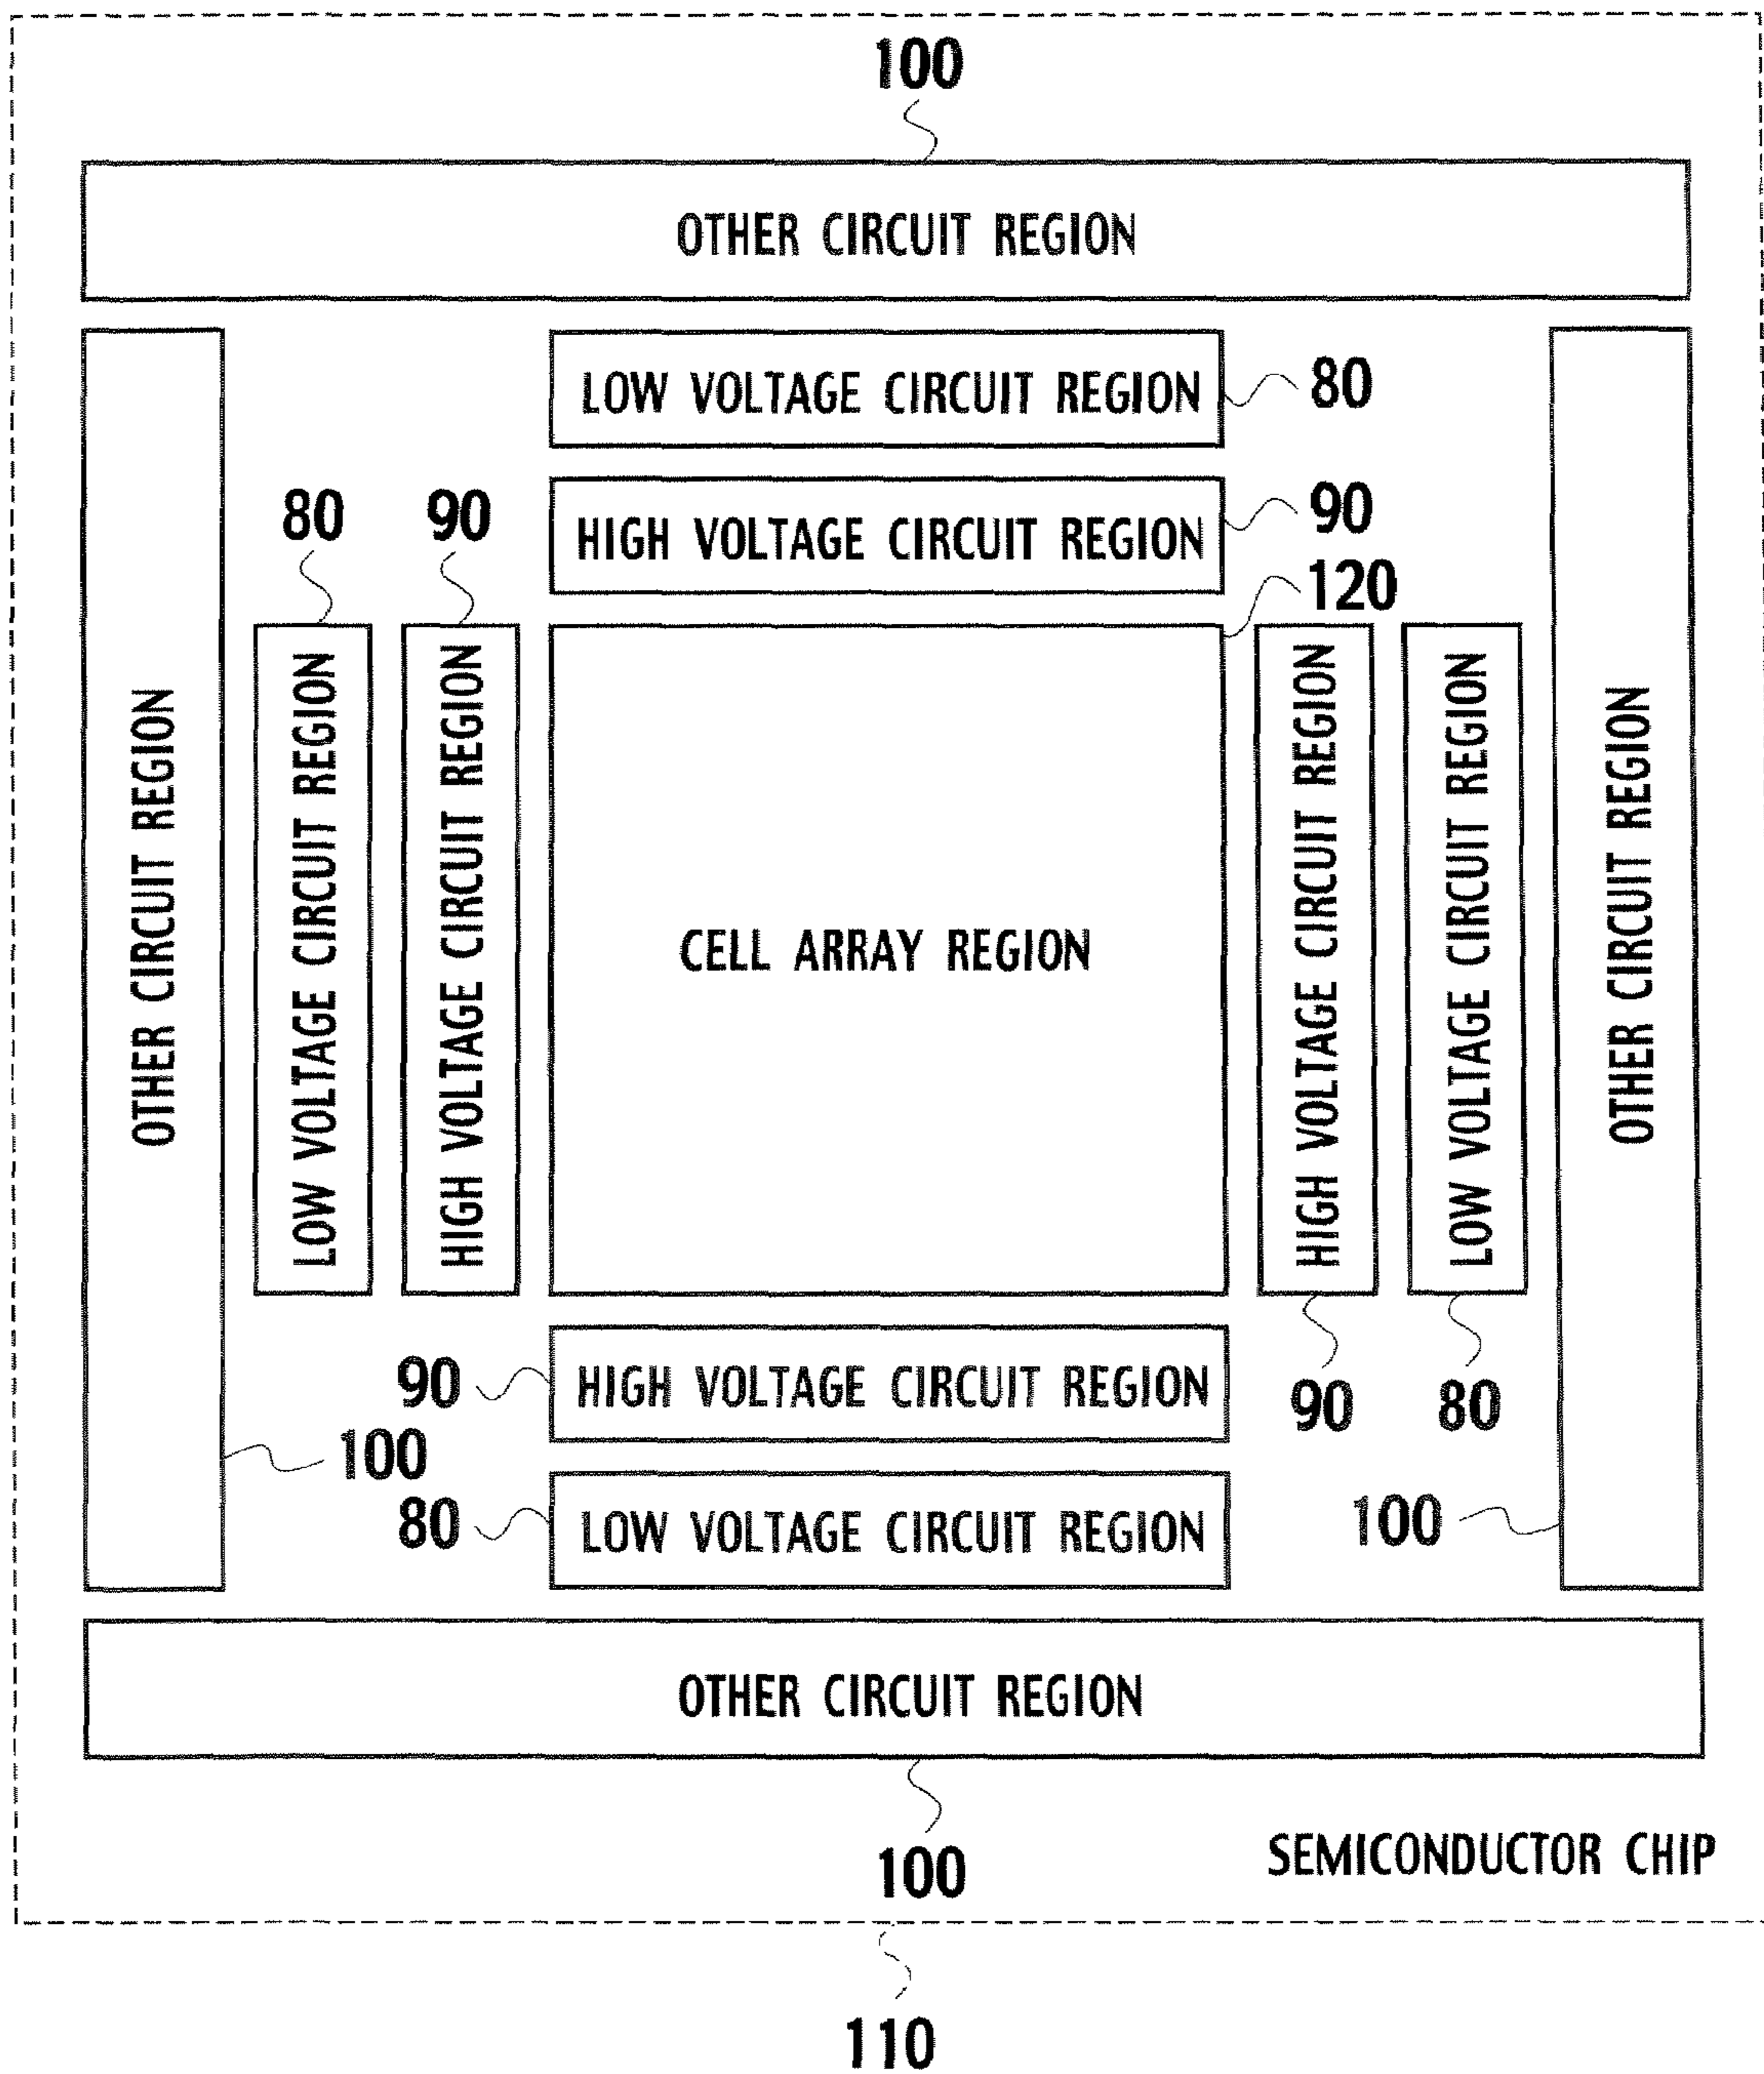 100
OTHER CIRCUIT REGION
LOW VOLTAGE CIRCUIT REGION
80
HIGH VOLTAGE CIRCUIT REGION
90
120
80
90
OTHER CIRCUIT REGION
LOW VOLTAGE CIRCUIT REGION
HIGH VOLTAGE CIRCUIT REGION
CELL ARRAY REGION
HIGH VOLTAGE CIRCUIT REGION
LOW VOLTAGE CIRCUIT REGION
OTHER CIRCUIT REGION
90
HIGH VOLTAGE CIRCUIT REGION
90
80
100
80
LOW VOLTAGE CIRCUIT REGION
100
OTHER CIRCUIT REGION
100
SEMICONDUCTOR CHIP
110